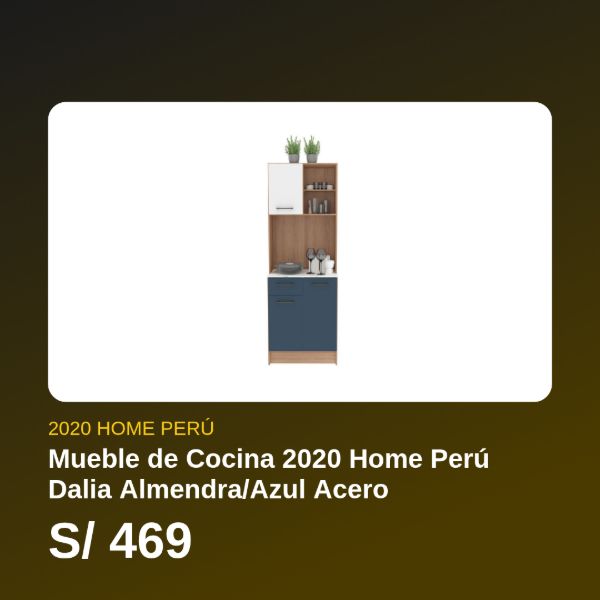 2020 HOME PERÚ
Mueble de Cocina 2020 Home Perú
Dalia Almendra/Azul Acero
S/ 469